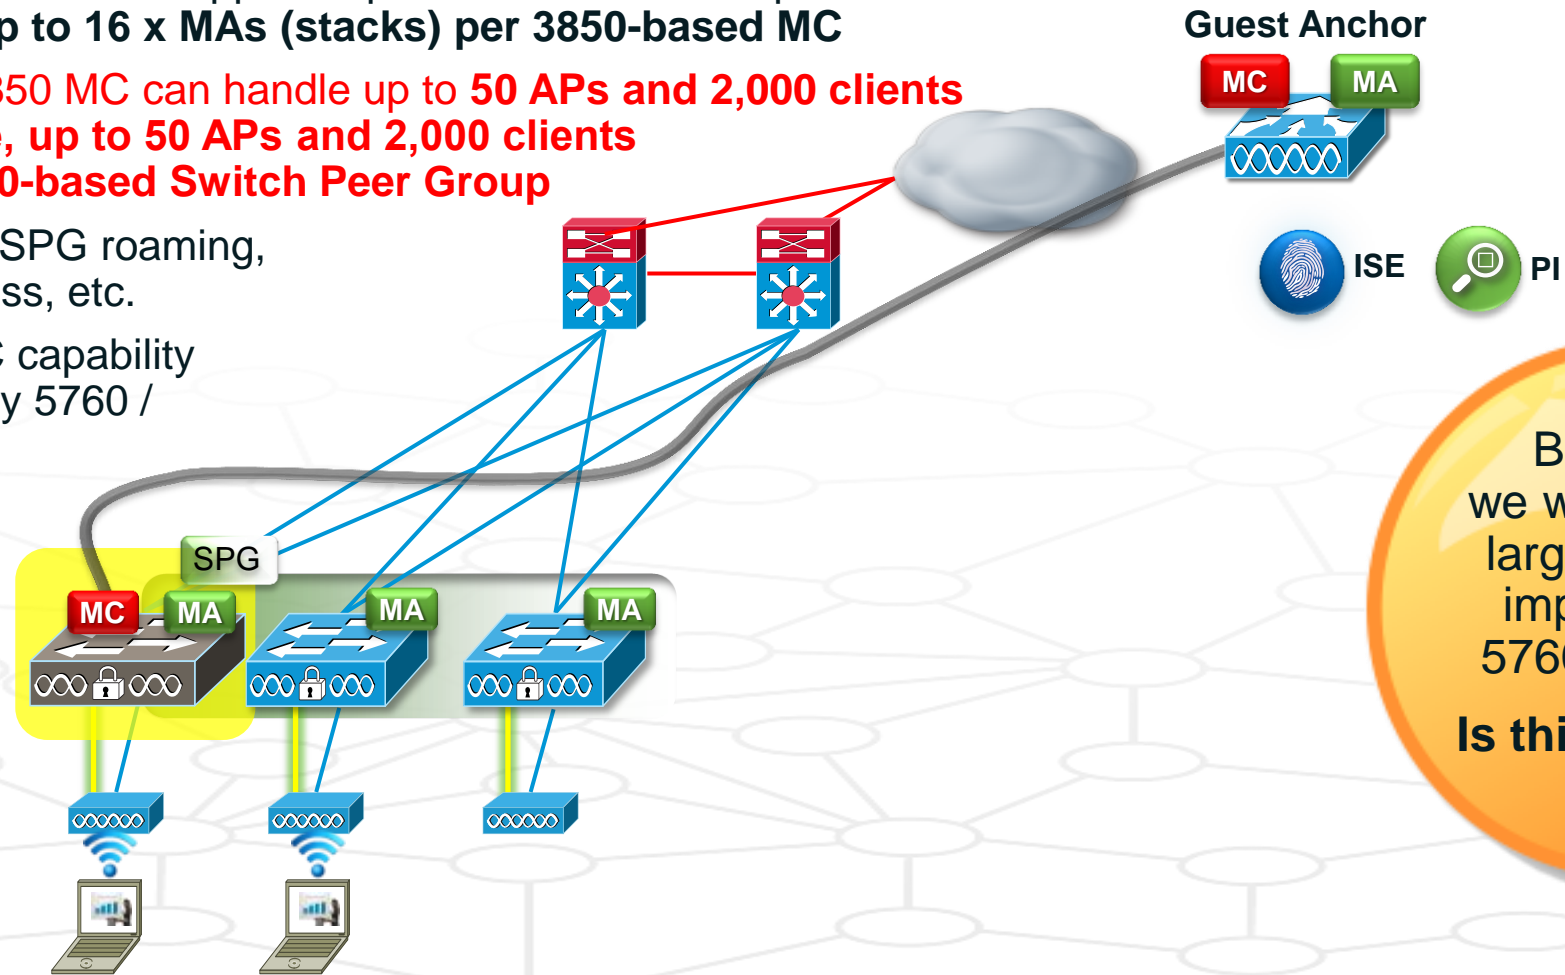 p to 16 x MAs (stacks) per 3850-based MC
350 MC can handle up to 50 APs and 2,000 clients
e, up to 50 APs and 2,000 clients
0-based Switch Peer Group
SPG roaming,
ss, etc.
C capability
y 5760 /
Guest Anchor
MC MA
ISE PI
SPG
MC MA MA MA
B
we w
larg
imp
5760
Is thi